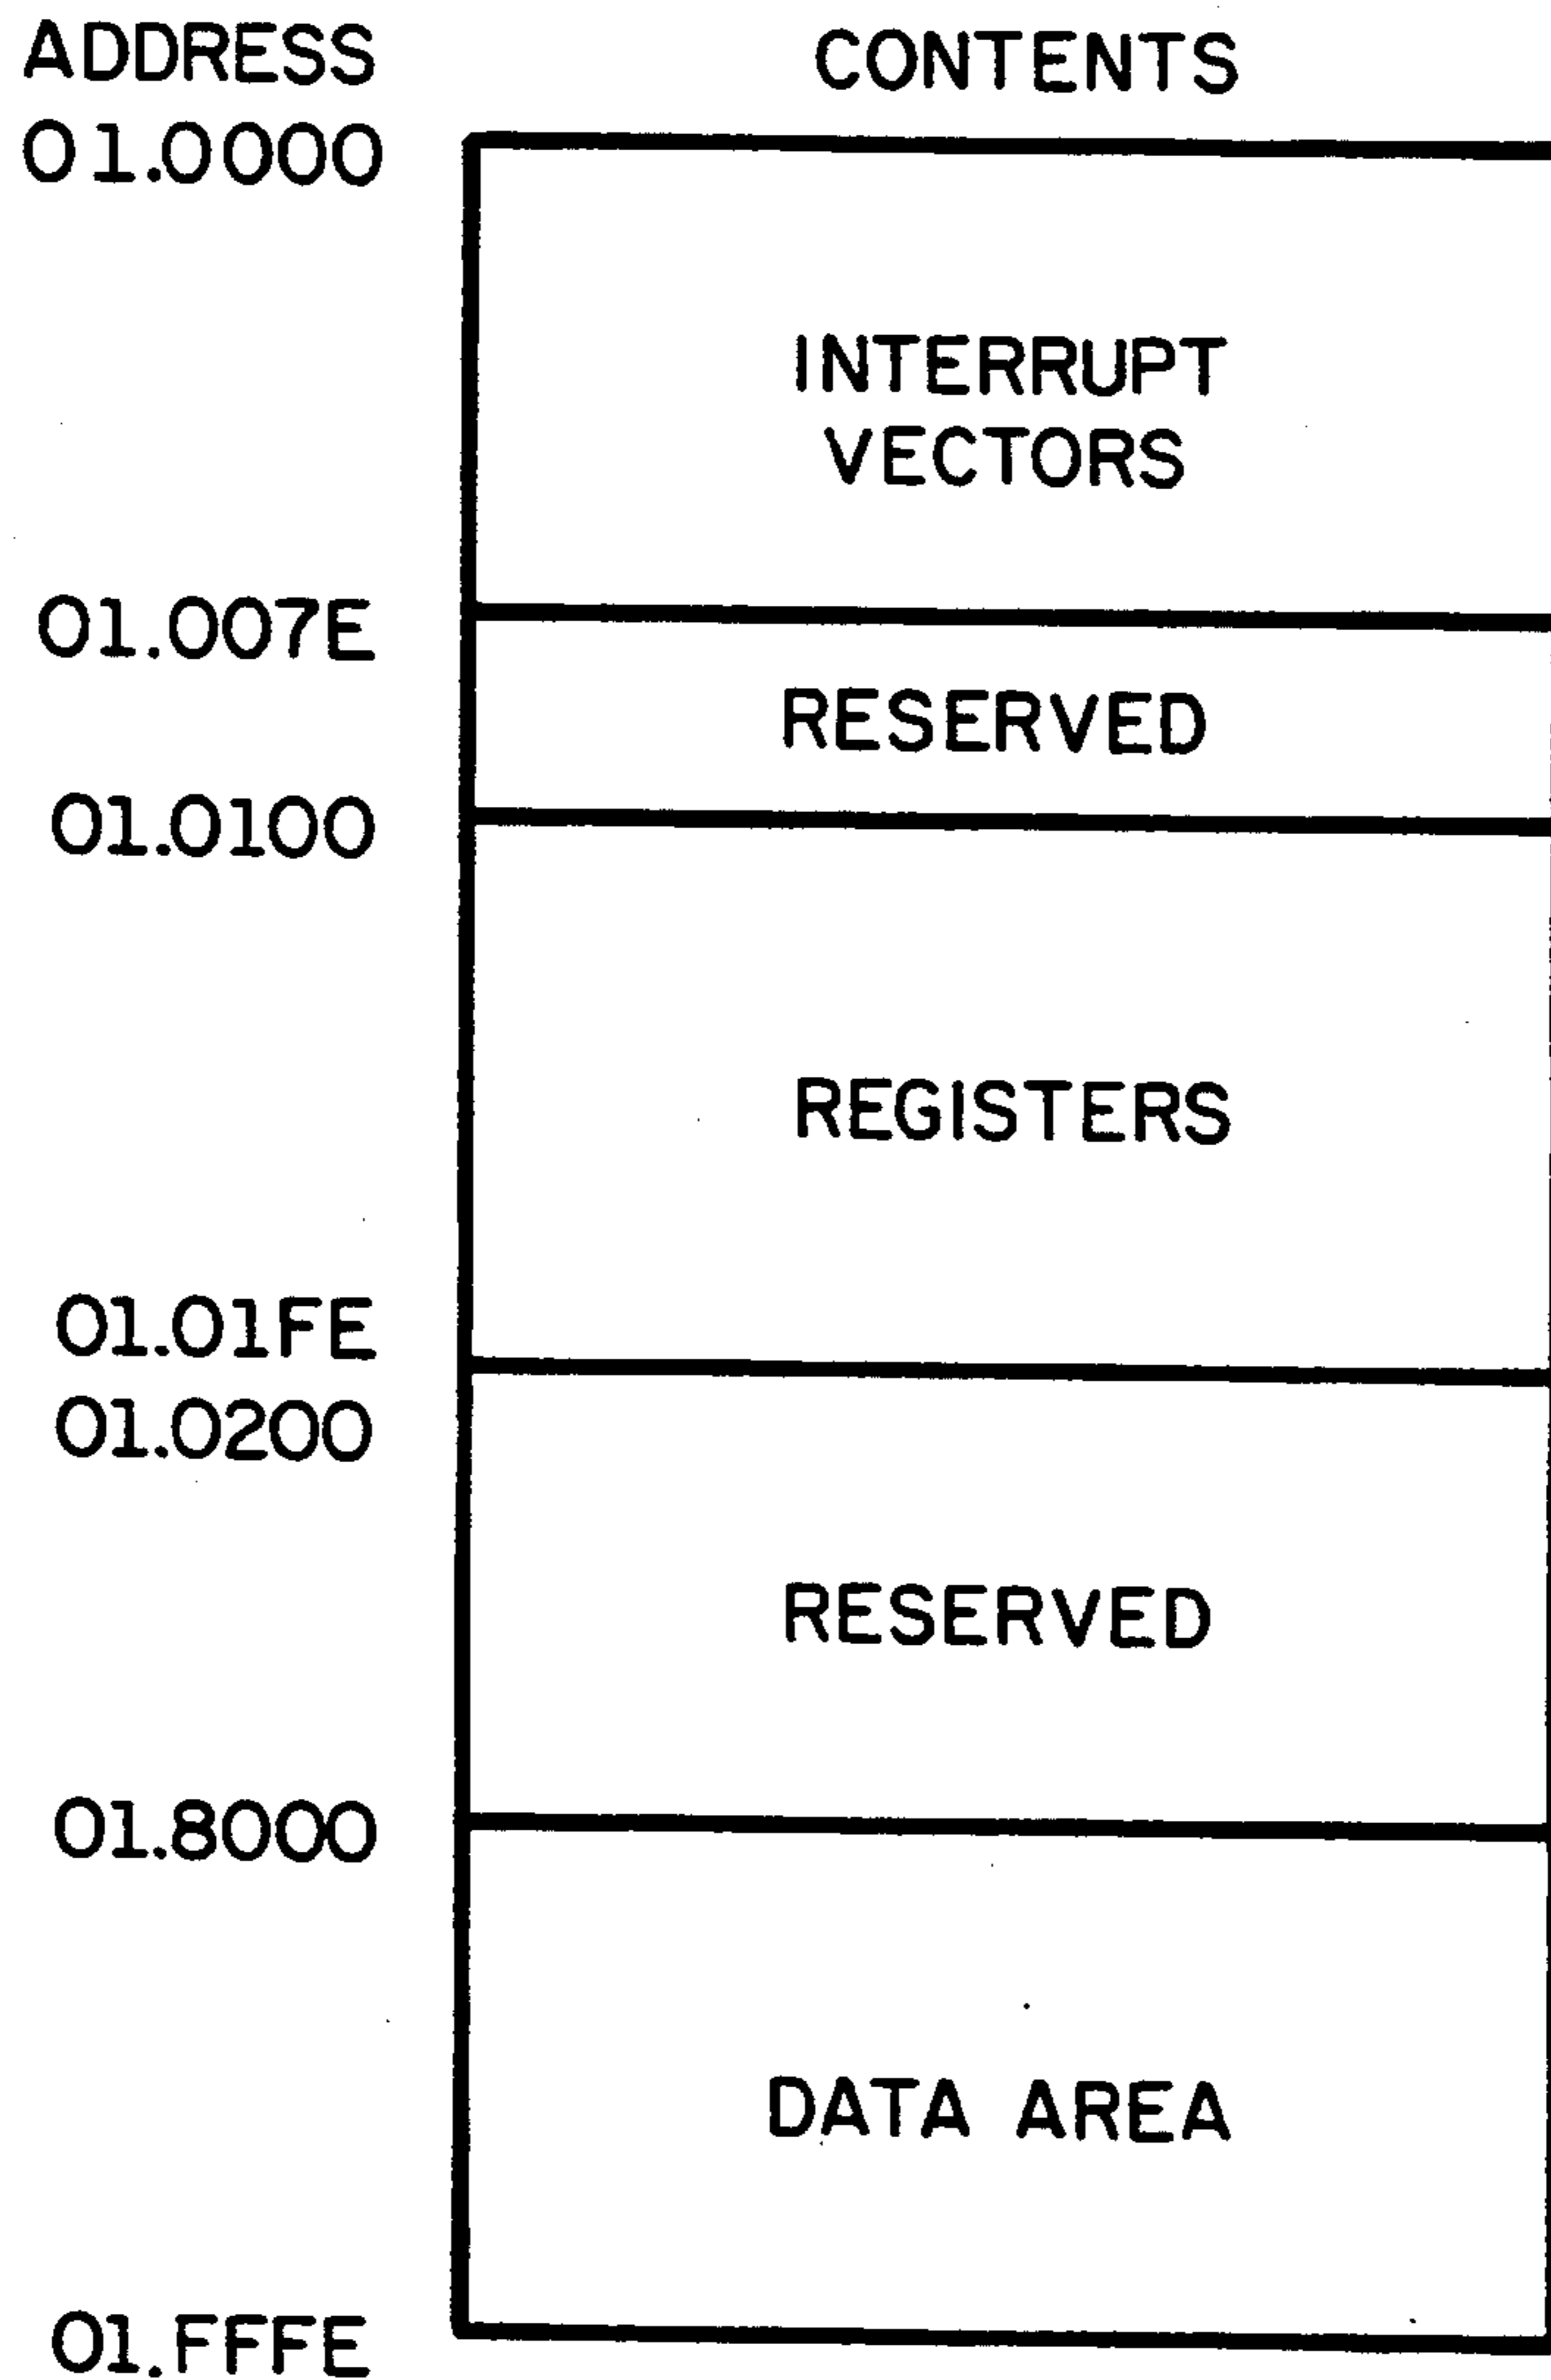 ADDRESS CONTENTS
01.0000
INTERRUPT
VECTORS
01.007E
RESERVED
01.0100
REGISTERS
01.01FE
01.0200
RESERVED
01.8000
DATA AREA
01.FFFE